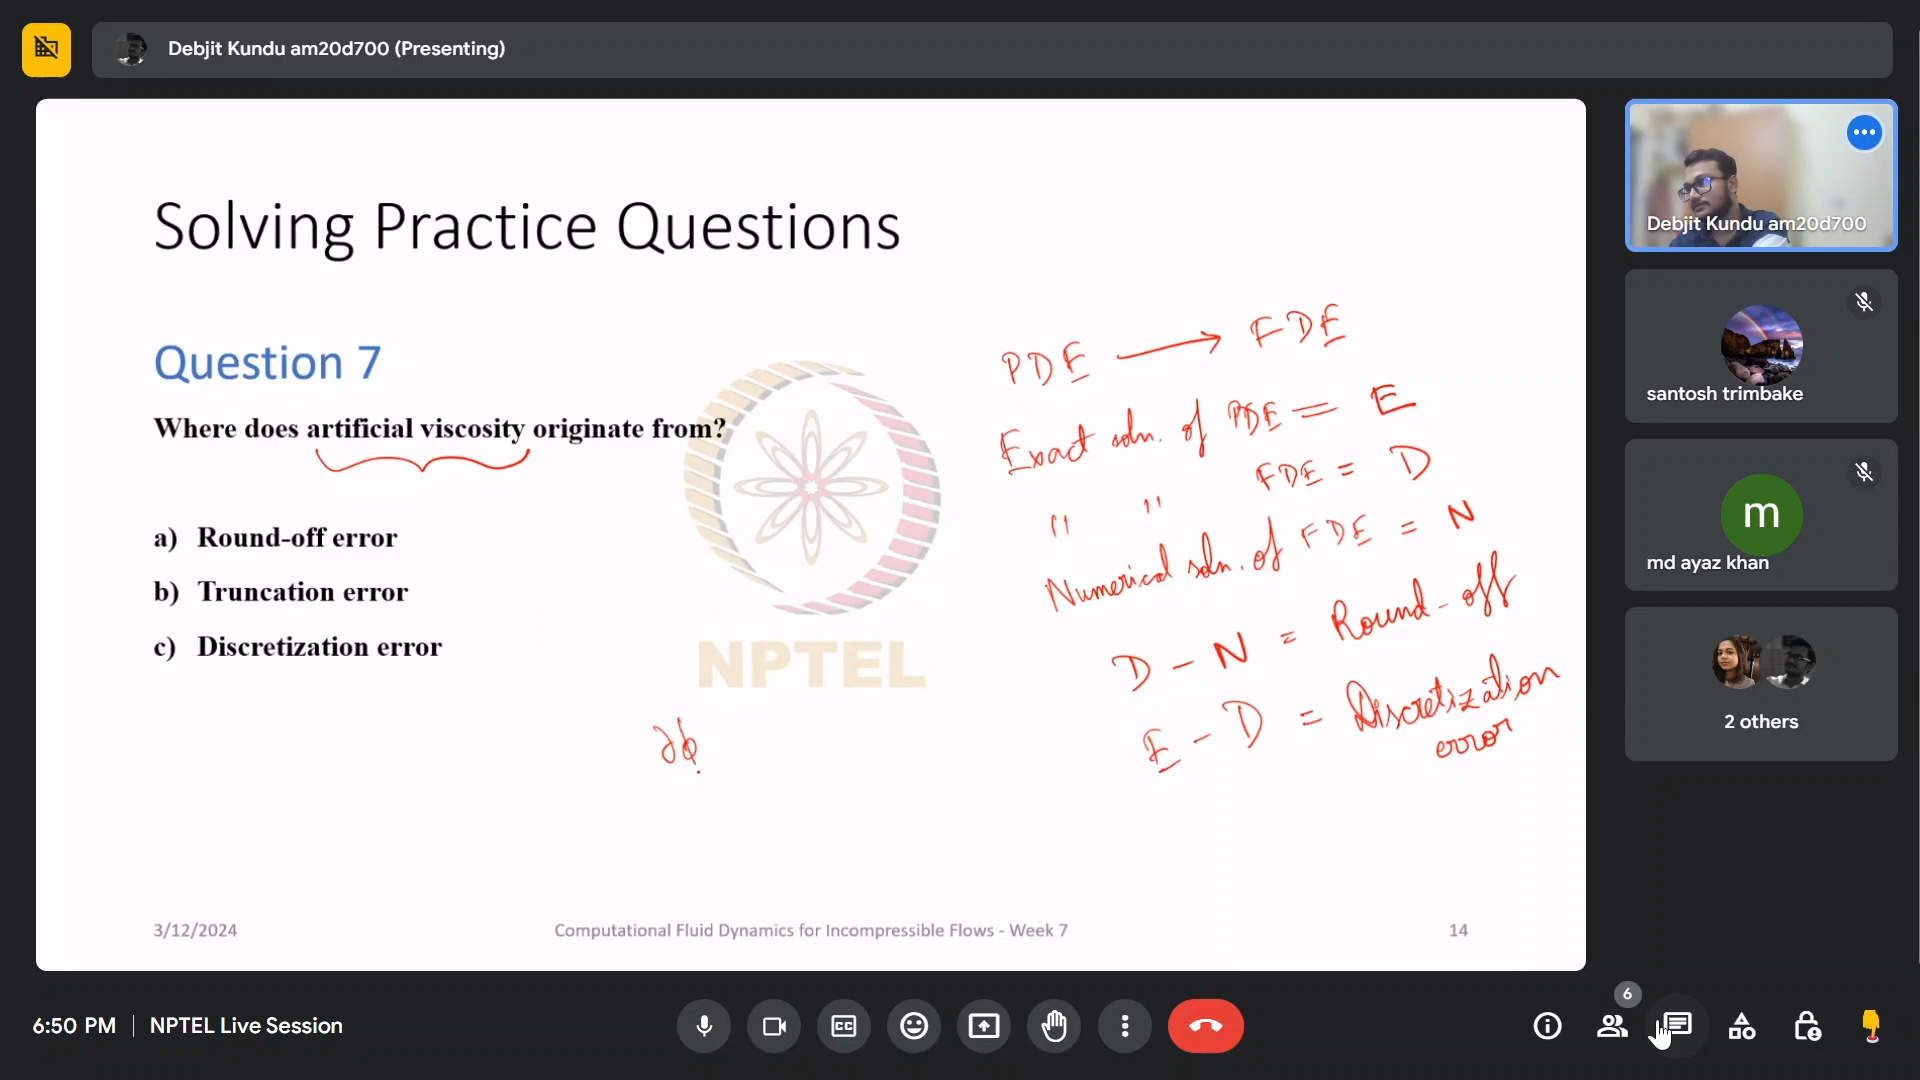 Debjit Kundu am20d700 (Presenting)
Solving Practice Questions
Question 7
Where does artificial viscosity originate from?
a) Round-off error
b) Truncation error
c) Discretization error
NPTEL
PDE → FDE
Exact soln. of PDE = E
" " FDE = D
Numerical soln. of FDE = N
D - N = Round-off
E - D = Discretization
error
∂ϕ
3/12/2024
Computational Fluid Dynamics for Incompressible Flows - Week 7
14
Debjit Kundu am20d700
santosh trimbake
m
md ayaz khan
2 others
6:50 PM | NPTEL Live Session
CC
6